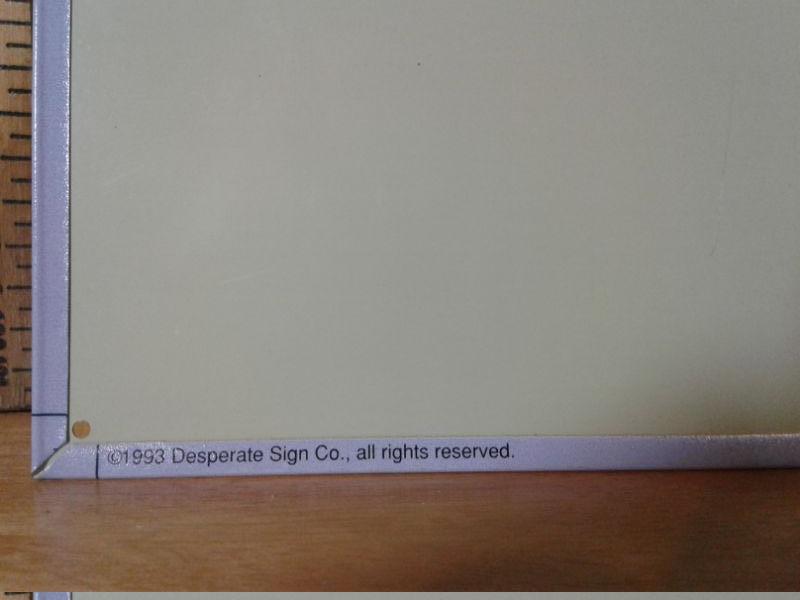 ©1993 Desperate Sign Co., all rights reserved.